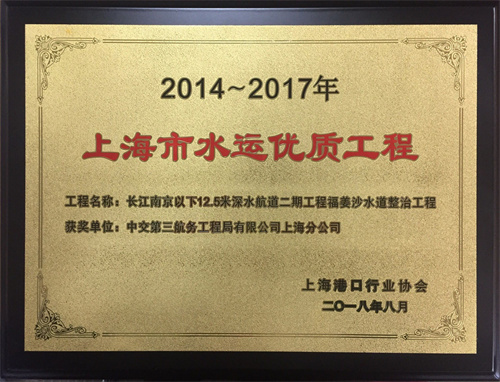 2014~2017年
上海市水运优质工程
工程名称：长江南京以下12.5米深水航道二期工程福姜沙水道整治工程
获奖单位：中交第三航务工程局有限公司上海分公司
上海港口行业协会
二〇一八年八月